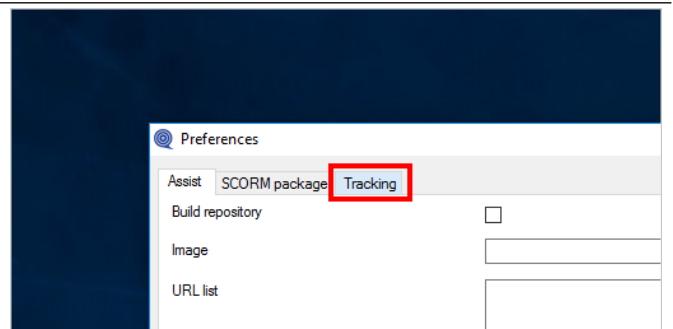 Preferences
Assist SCORM package Tracking
Build repository
Image
URL list